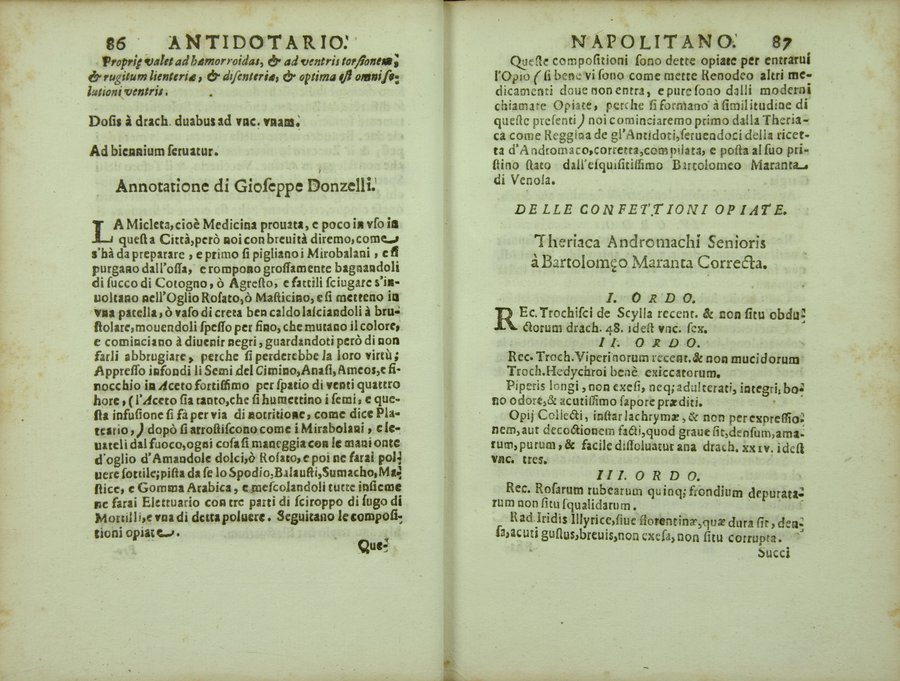 86 ANTIDOTARIO.
Proprię valet ad hæmorroidas, & ad ventris torsionem,
& rugitum lienteriæ, & disenteriæ, & optima est omni so-
lutioni ventris.
Dosis à drach. duabus ad vnc. vnam.
Ad biennium seruatur.
Annotatione di Gioseppe Donzelli.
LA Micleta, cioè Medicina prouata, e poco in vso in
questa Città, però noi con breuità diremo, come
s'hà da preparare, e primo si pigliano i Mirobalani, e si
purgano dall'ossa, e rompono grossamente bagnandoli
di succo di Cotogno, ò Agresto, e fattili sciugare s'in-
uoltano nell'Oglio Rosato, ò Masticino, e si metteno in
vna patella, ò vaso di creta ben caldo lasciandoli à bru-
stolare, mouendoli spesso per fino, che mutano il colore,
e cominciano à diuenir negri, guardandoti però di non
farli abbrugiare, perche si perderebbe la loro virtù;
Appresso infondi li Semi del Cimino, Anasi, Ameos, e fi-
nocchio in Aceto fortissimo per spatio di venti quattro
hore, (l'Aceto sia tanto, che si humettino i semi, e que-
sta infusione si fà per via di notritione, come dice Pla-
teario,) dopò si arrostiscono come i Mirabolani, e le-
uateli dal fuoco, ogni cosa si maneggia con le mani onte
d'oglio d'Amandole dolci, ò Rosato, e poi ne farai pol-
uere sottile; pista da se lo Spodio, Balausti, Sumacho, Ma-
stice, e Gomma Arabica, e mescolandoli tutte insieme
ne farai Elettuario con tre parti di sciroppo di sugo di
Mortilli, e vna di detta poluere. Seguitano le composi-
tioni opiate.
Que-
NAPOLITANO. 87
Queste compositioni sono dette opiate per entrarui
l'Opio (si bene vi sono come mette Renodeo altri me-
dicamenti doue non entra, e pure sono dalli moderni
chiamate Opiate, perche si formano à similitudine di
queste presenti) noi cominciaremo primo dalla Theria-
ca come Reggina de gl'Antidoti, seruendoci della ricet-
ta d'Andromaco, corretta, compilata, e posta al suo pri-
stino stato dall'esquisitissimo Bartolomeo Maranta
di Venosa.
DELLE CONFETTIONI OPIATE.
Theriaca Andromachi Senioris
à Bartolomęo Maranta Correcta.
I. ORDO.
REc. Trochisci de Scylla recent. & non situ obdu-
ctorum drach. 48. idest vnc. sex.
II. ORDO.
Rec. Troch. Viperinorum recent. & non mucidorum
Troch. Hedychroi benè exiccatorum.
Piperis longi, non exesi, neq; adulterati, integri; bo-
no odore, & acutissimo sapore præditi.
Opij Collecti, instar lachrymæ, & non per expressio-
nem, aut decoctionem facti, quod graue sit, densum, ama-
rum, purum, & facile dissoluatur ana drach. xxiv. idest
vnc. tres.
III. ORDO.
Rec. Rosarum rubearum quinq; frondium depurata-
rum non situ squalidarum.
Rad. Iridis Illyrice, siue florentinæ, quæ dura sit, den-
sa, acuti gustus, breuis, non exesa, non situ corrupta.
Succi